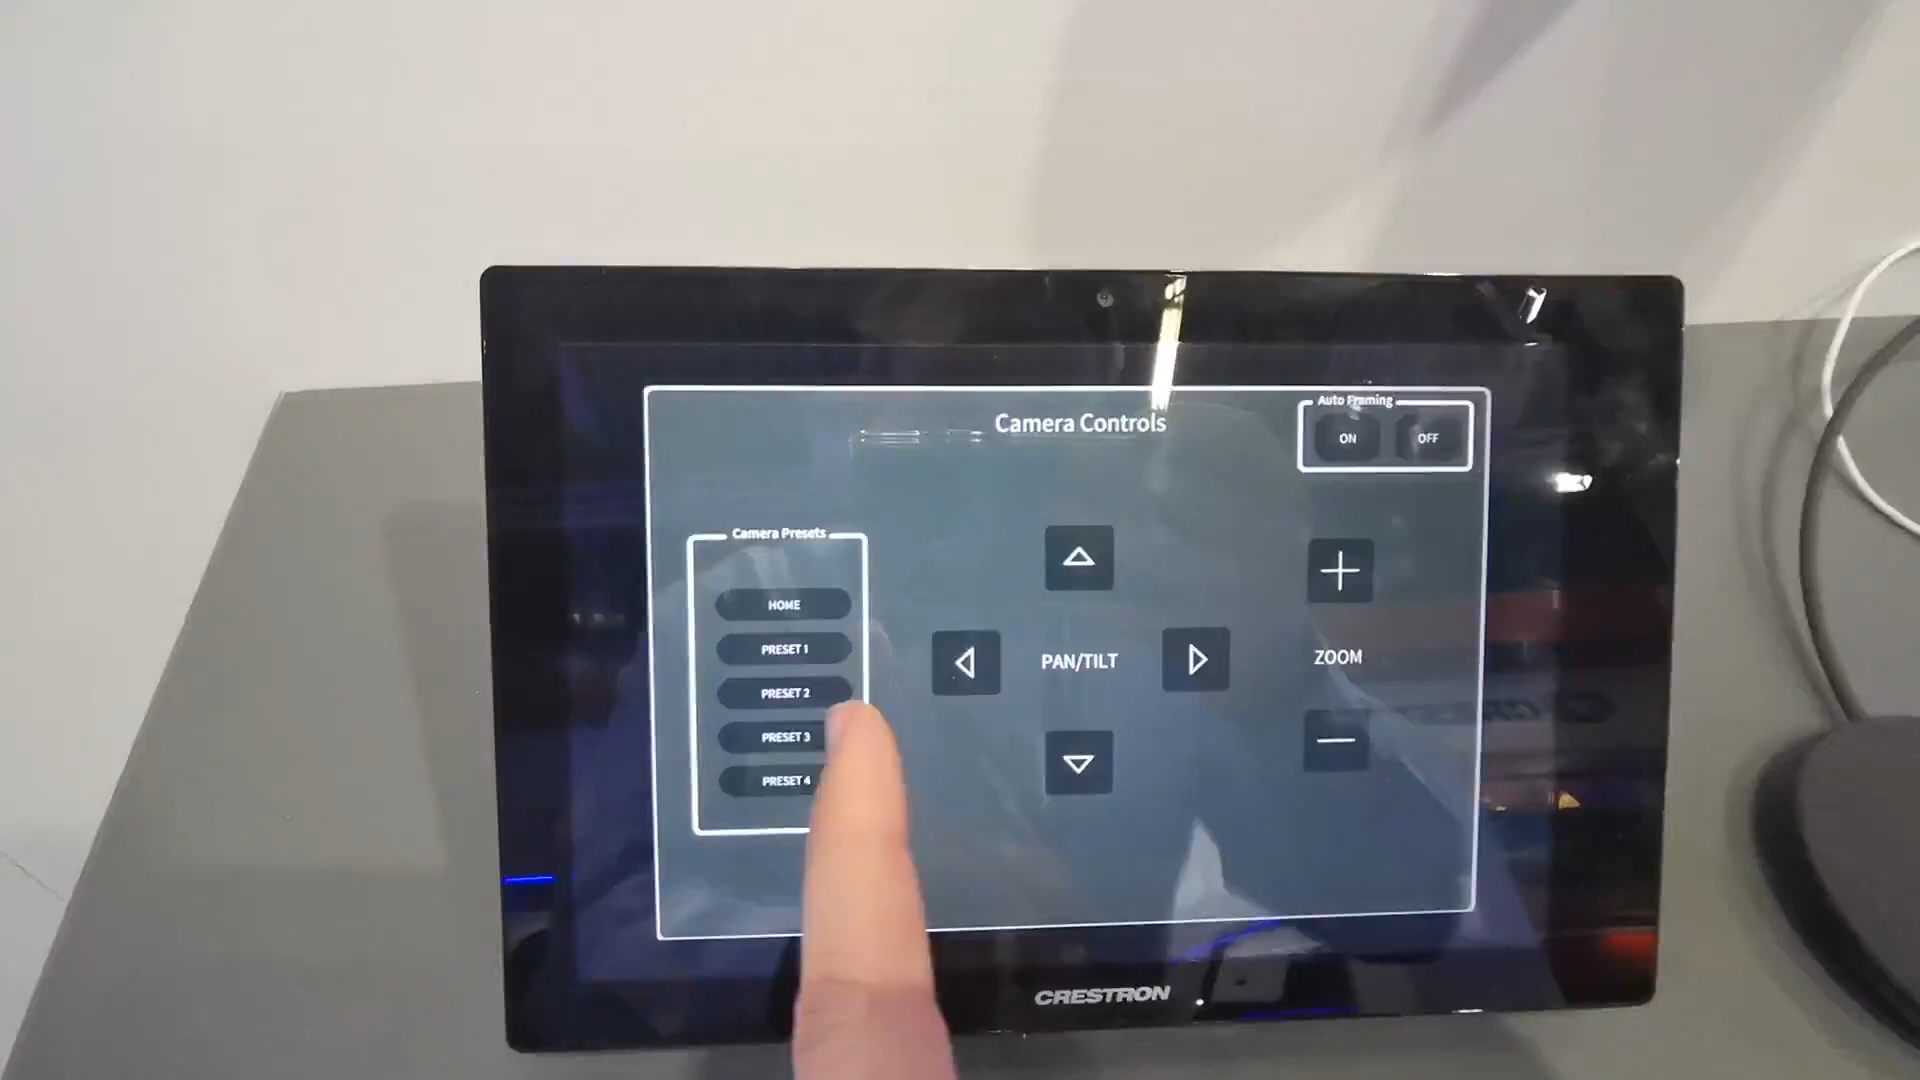 Camera Controls
Auto Framing
ON
OFF
Camera Presets
HOME
PRESET 1
PRESET 2
PRESET 3
PRESET 4
PAN/TILT
ZOOM
CRESTRON